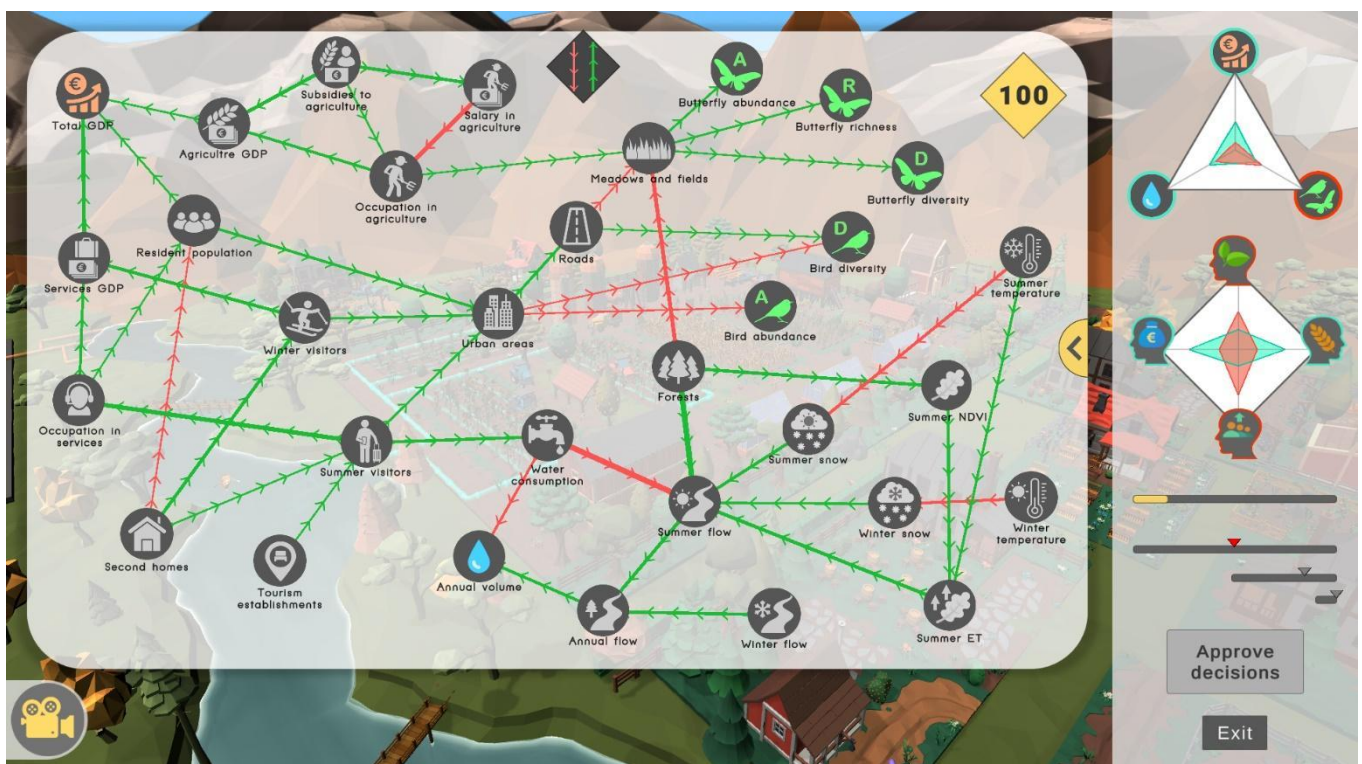 Total GDP
Subsidies to
agriculture
Agricultre GDP
Salary in
agriculture
Occupation in
agriculture
A
Butterfly abundance
R
Butterfly richness
100
Meadows and fields
D
Butterfly diversity
Resident population
Roads
D
Bird diversity
Summer
temperature
Services GDP
Winter visitors
Urban areas
A
Bird abundance
Forests
Summer NDVI
Occupation in
services
Summer visitors
Water
consumption
Summer snow
Summer flow
Winter snow
Winter
temperature
Second homes
Tourism
establishments
Annual volume
Annual flow
Winter flow
Summer ET
Approve
decisions
Exit